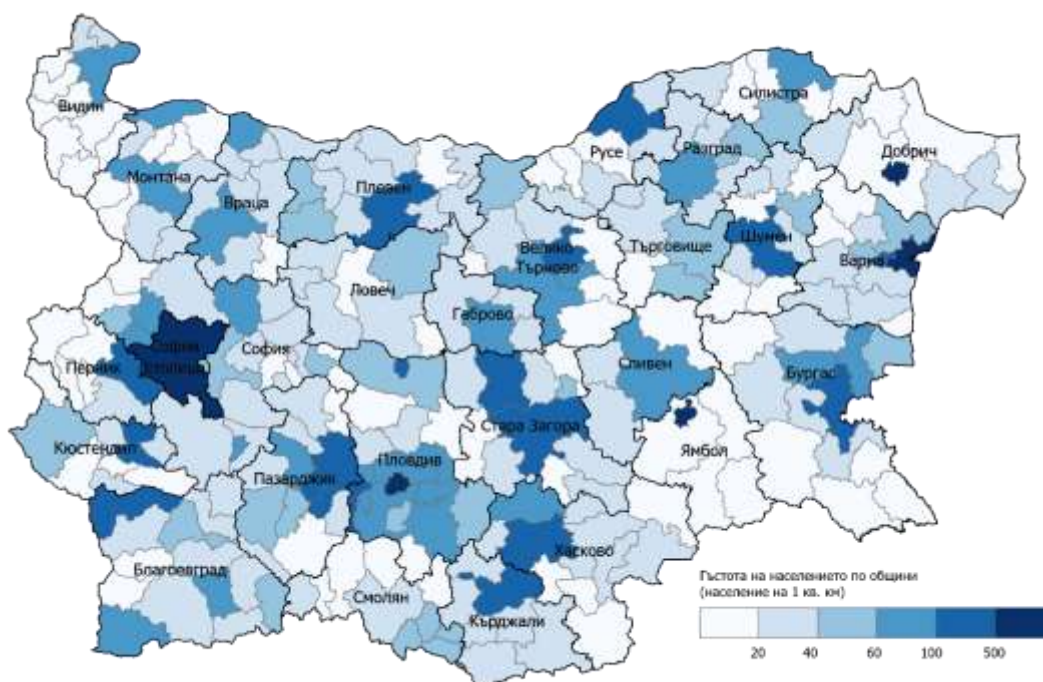 Видин
Монтана
Враца
Плевен
Русе
Силистра
Разград
Добрич
Велико
Търново
Търговище
Шумен
Варна
Ловеч
Габрово
София
(столица)
София
Перник
Сливен
Бургас
Кюстендил
Стара Загора
Ямбол
Пазарджик
Пловдив
Хасково
Благоевград
Смолян
Кърджали
Гъстота на населението по общини
(население на 1 кв. км)
20 40 60 100 500